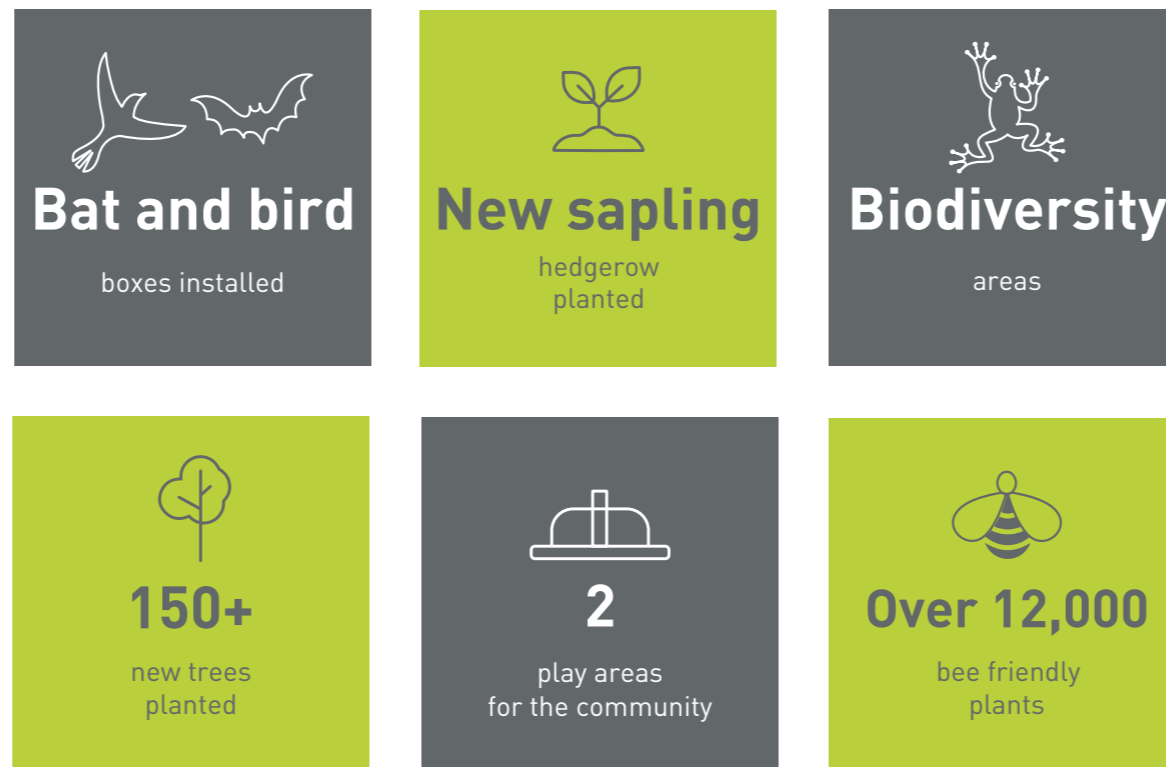 Bat and bird
boxes installed
New sapling
hedgerow
planted
Biodiversity
areas
150+
new trees
planted
2
play areas
for the community
Over 12,000
bee friendly
plants